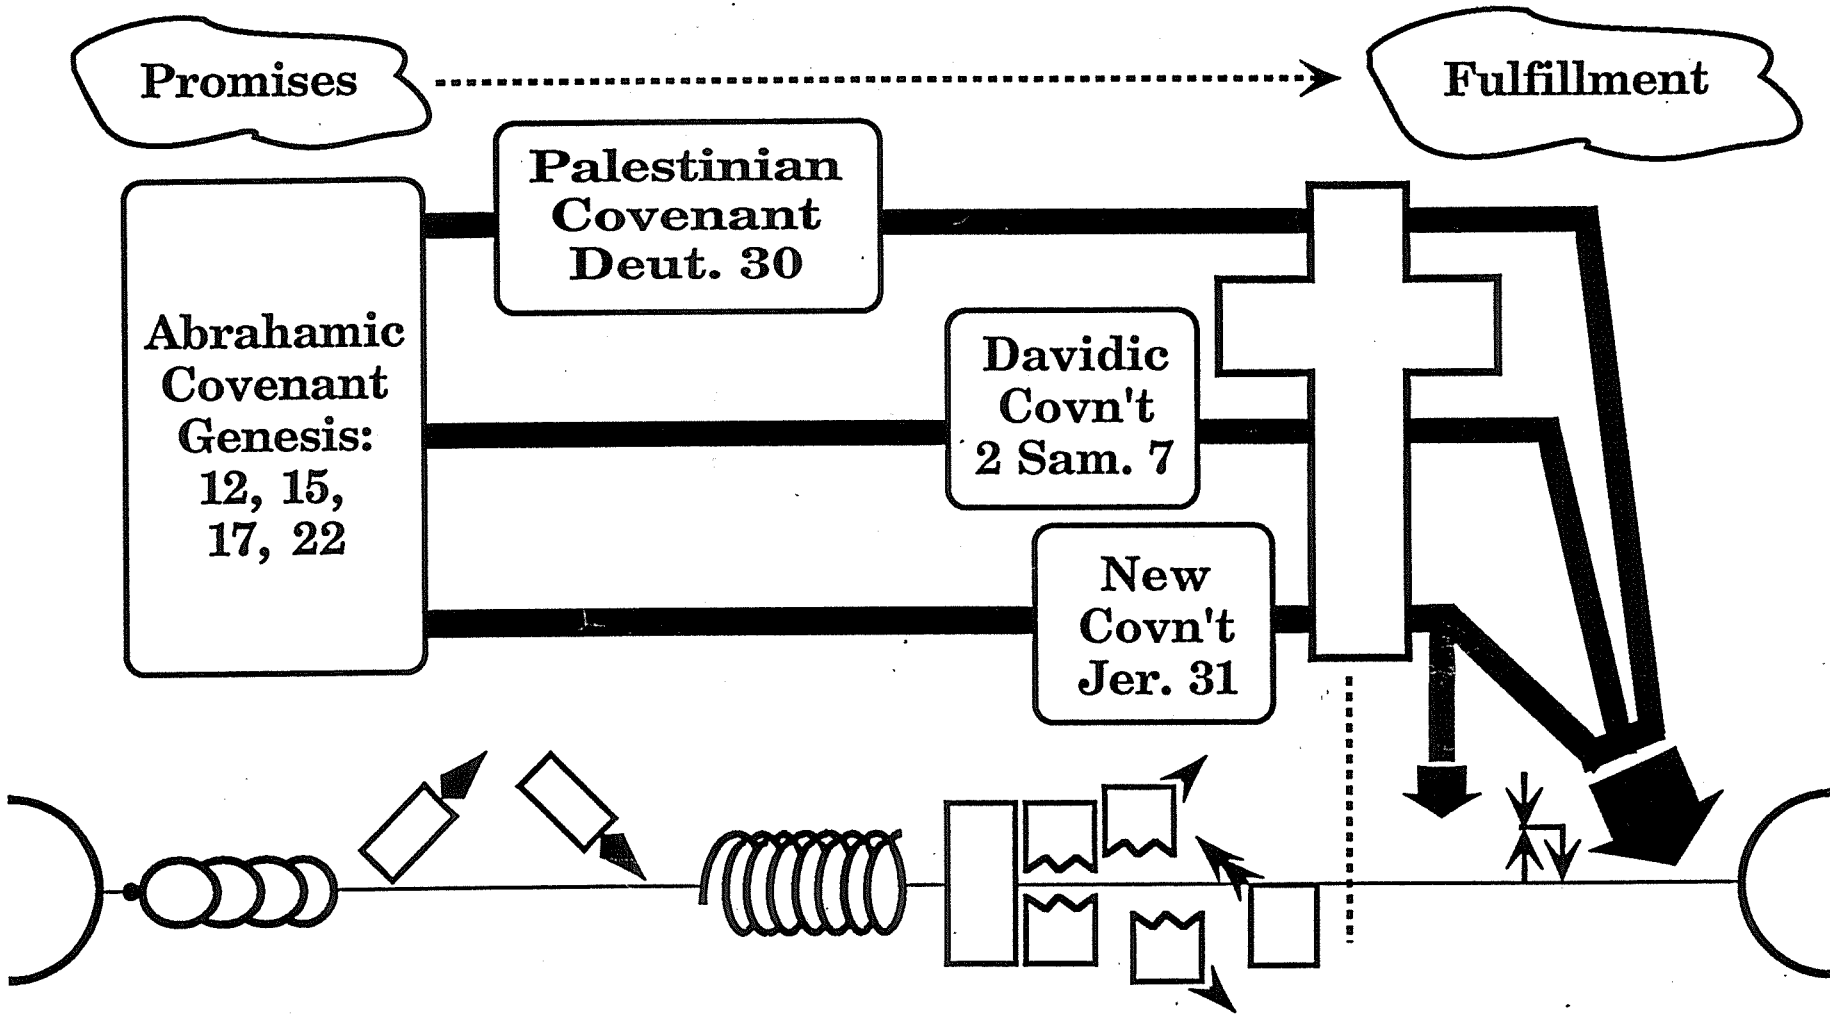 Promises
Fulfillment
Palestinian
Covenant
Deut. 30
Abrahamic
Covenant
Genesis:
12, 15,
17, 22
Davidic
Covn't
2 Sam. 7
New
Covn't
Jer. 31